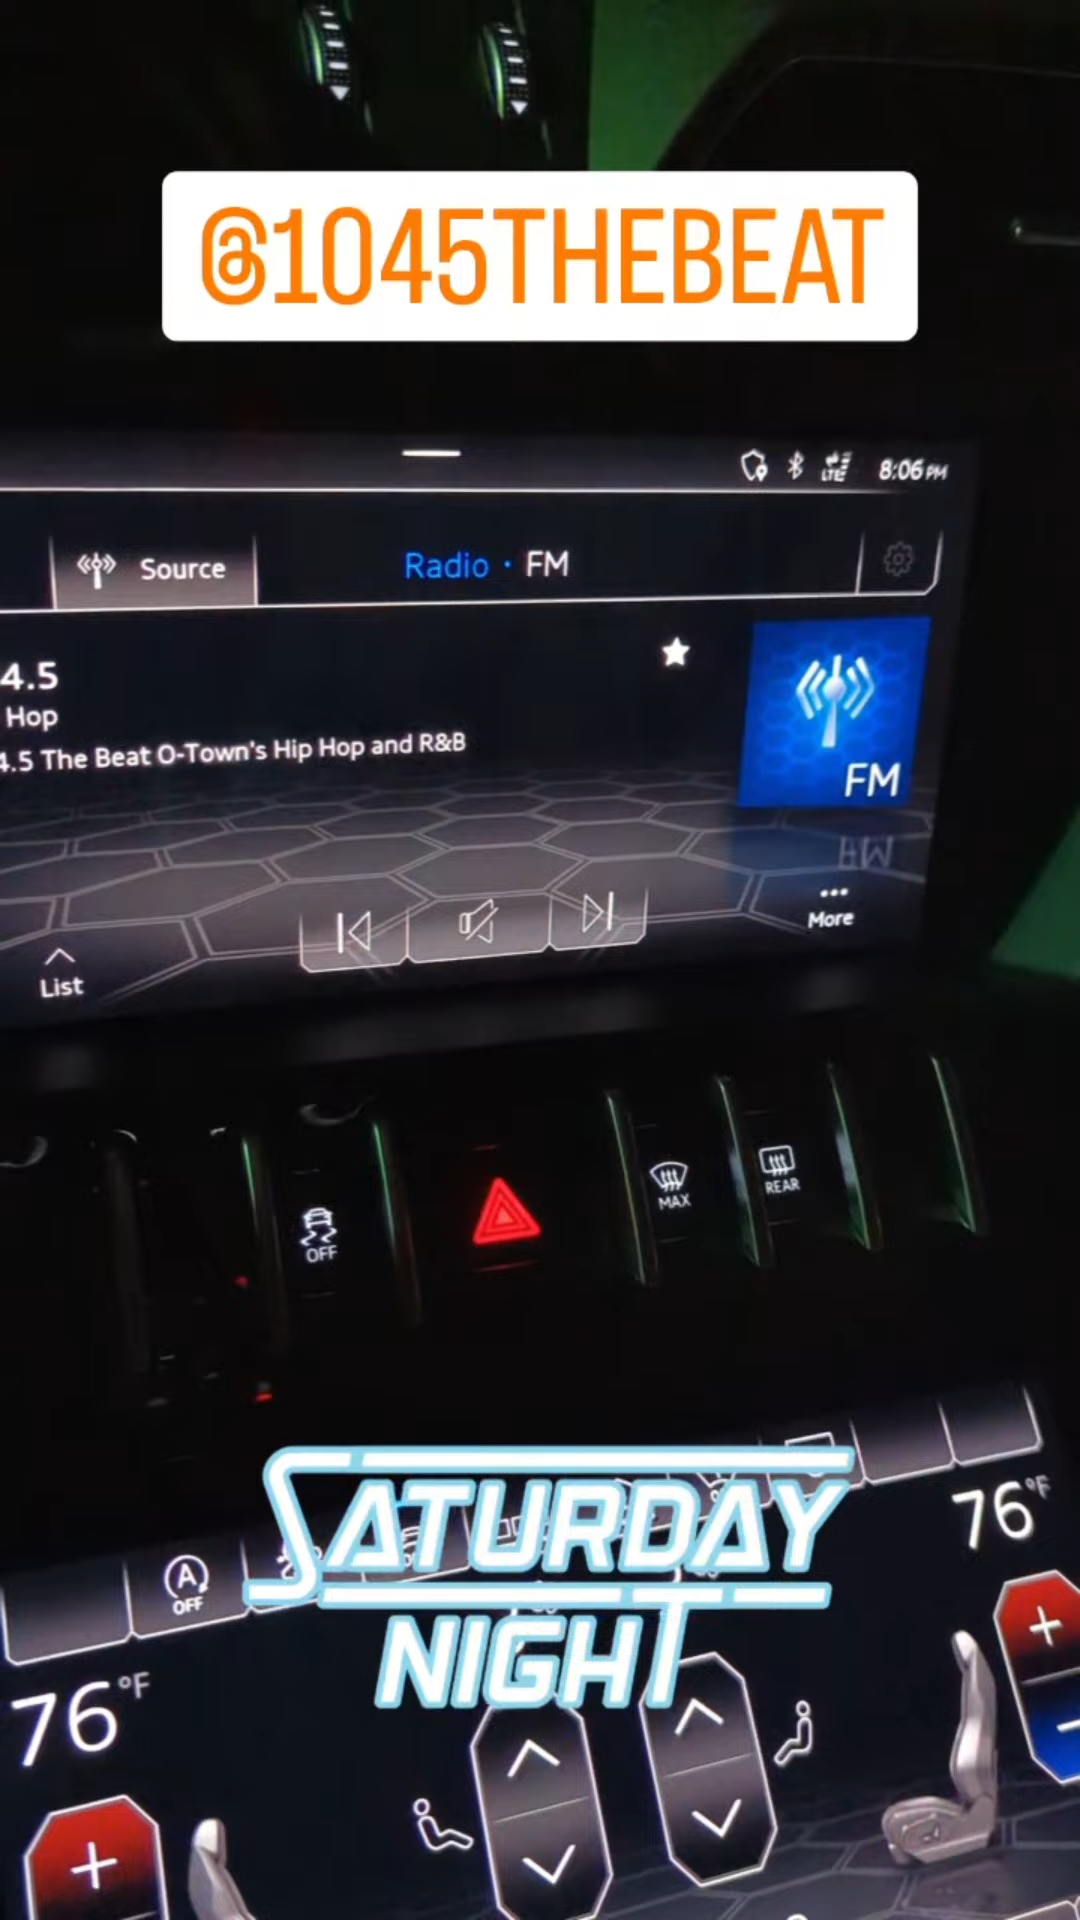 @1045THEBEAT
8:06 PM
LTE
Source
Radio · FM
4.5
Hop
4.5 The Beat O-Town's Hip Hop and R&B
FM
More
List
OFF
MAX
REAR
SATURDAY
NIGHT
76°F
A
OFF
76°F